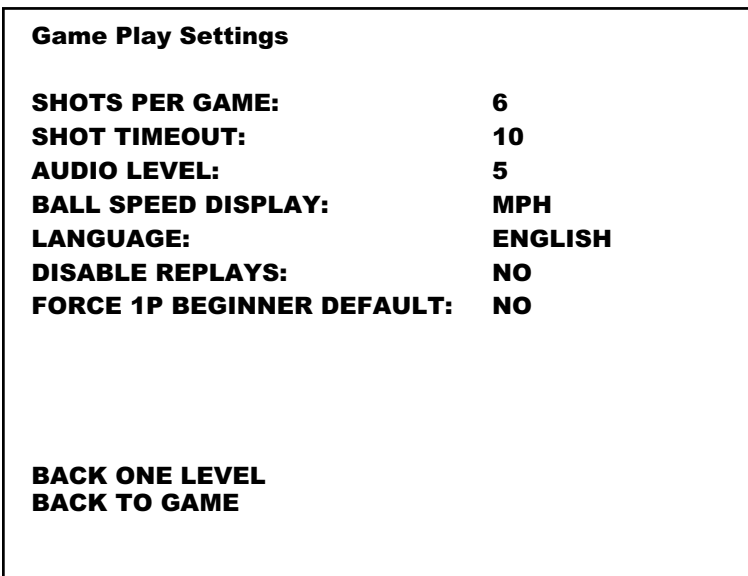 Game Play Settings
SHOTS PER GAME: 6
SHOT TIMEOUT: 10
AUDIO LEVEL: 5
BALL SPEED DISPLAY: MPH
LANGUAGE: ENGLISH
DISABLE REPLAYS: NO
FORCE 1P BEGINNER DEFAULT: NO
BACK ONE LEVEL
BACK TO GAME